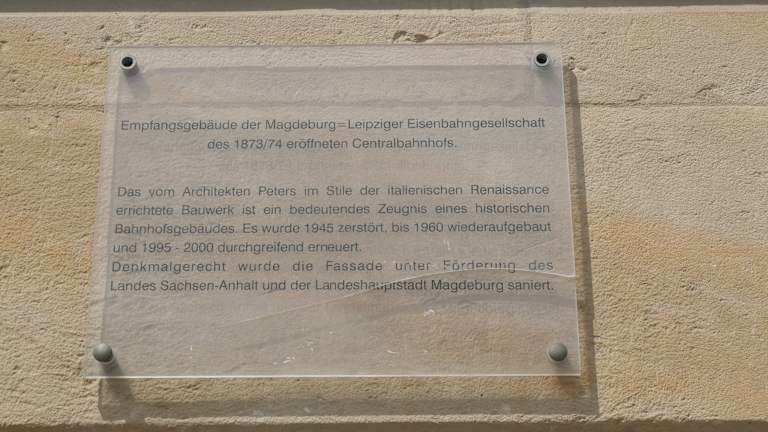 Empfangsgebäude der Magdeburg=Leipziger Eisenbahngesellschaft
des 1873/74 eröffneten Centralbahnhofs.
Das vom Architekten Peters im Stile der italienischen Renaissance
errichtete Bauwerk ist ein bedeutendes Zeugnis eines historischen
Bahnhofsgebäudes. Es wurde 1945 zerstört, bis 1960 wiederaufgebaut
und 1995 - 2000 durchgreifend erneuert.
Denkmalgerecht wurde die Fassade unter Förderung des
Landes Sachsen-Anhalt und der Landeshauptstadt Magdeburg saniert.